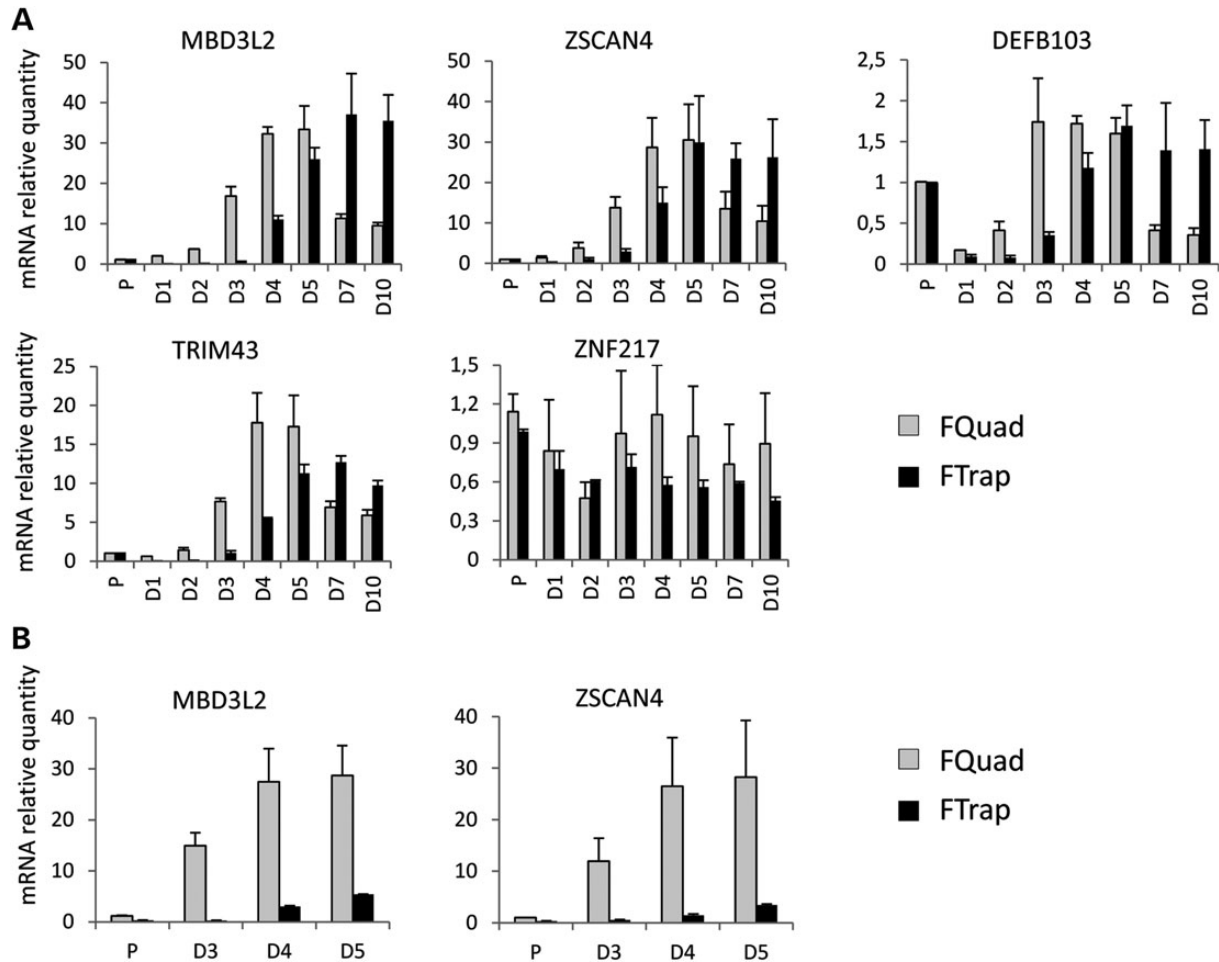 A
MBD3L2
mRNA relative quantity
50
40
30
20
10
0
P D1 D2 D3 D4 D5 D7 D10
ZSCAN4
50
40
30
20
10
0
P D1 D2 D3 D4 D5 D7 D10
DEFB103
2,5
2
1,5
1
0,5
0
P D1 D2 D3 D4 D5 D7 D10
TRIM43
mRNA relative quantity
25
20
15
10
5
0
P D1 D2 D3 D4 D5 D7 D10
ZNF217
1,5
1,2
0,9
0,6
0,3
0
P D1 D2 D3 D4 D5 D7 D10
FQuad
FTrap
B
MBD3L2
mRNA relative quantity
40
30
20
10
0
P D3 D4 D5
ZSCAN4
40
30
20
10
0
P D3 D4 D5
FQuad
FTrap